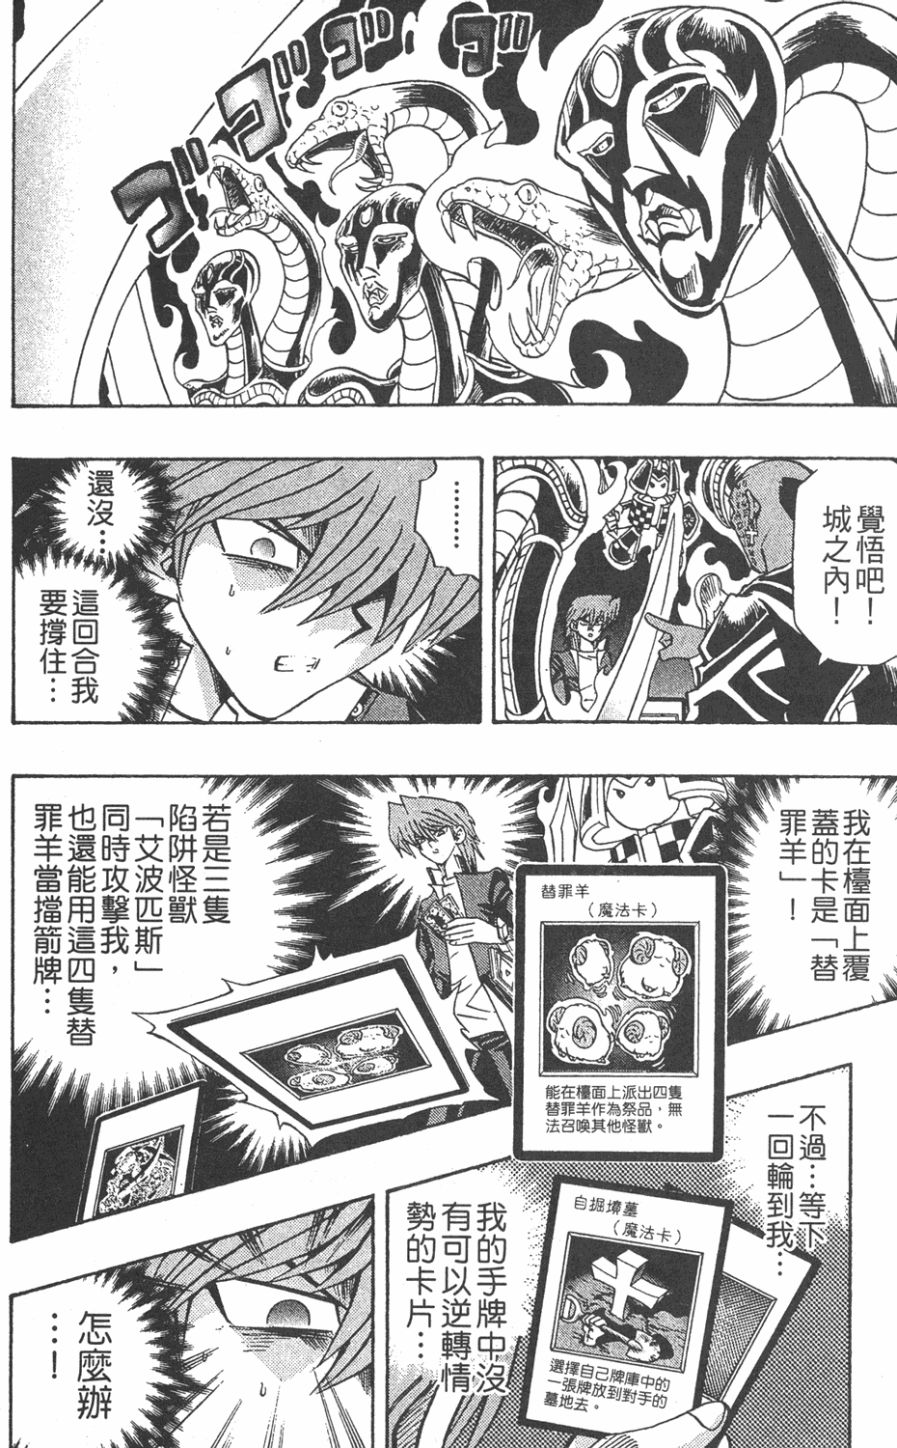 ゴゴゴゴゴ
覺悟吧！
城之內！
………
還沒…
這回合我
要撐住…
我在檯面上覆
蓋的卡是「替
罪羊」！
替罪羊
（魔法卡）
能在檯面上派出四隻
替罪羊作為祭品，無
法召喚其他怪獸。
若是三隻
陷阱怪獸
「艾波匹斯」
同時攻擊我，
也還能用這四隻替
罪羊當擋箭牌…
不過…等下
一回輪到我…
自掘墳墓
（魔法卡）
選擇自己牌庫中的
一張牌放到對手的
墓地去。
我的手牌中沒
有可以逆轉情
勢的卡片…
怎麼辦
…！